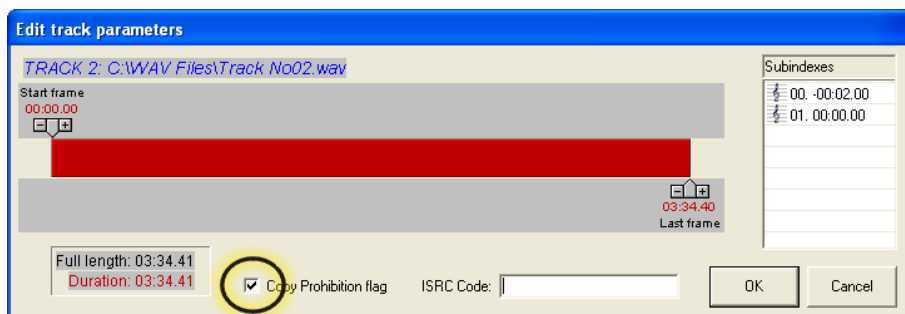 Edit track parameters
TRACK 2: C:\WAV Files\Track No02.wav
Start frame
00:00.00
03:34.40
Last frame
Subindexes
00. -00:02.00
01. 00:00.00
Full length: 03:34.41
Duration: 03:34.41
Copy Prohibition flag
ISRC Code:
OK
Cancel